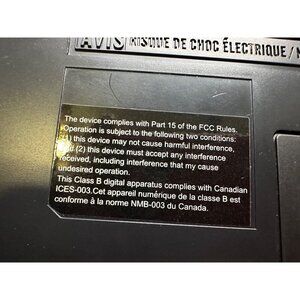 AVIS RISQUE DE CHOC ÉLECTRIQUE / N
The device complies with Part 15 of the FCC Rules.
Operation is subject to the following two conditions:
(1) this device may not cause harmful interference,
and (2) this device must accept any interference
received, including interference that my cause
undesired operation.
This Class B digital apparatus complies with Canadian
ICES-003.Cet appareil numérique de la classe B est
conforme à la norme NMB-003 du Canada.